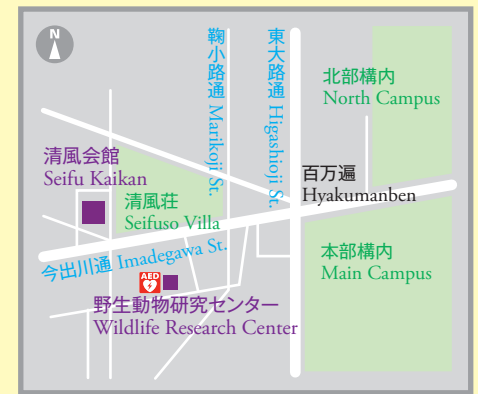 N
鞠小路通 Marikoji St.
東大路通 Higashioji St.
北部構内
North Campus
清風会館
Seifu Kaikan
清風荘
Seifuso Villa
百万遍
Hyakumanben
今出川通 Imadegawa St.
本部構内
Main Campus
AED
野生動物研究センター
Wildlife Research Center